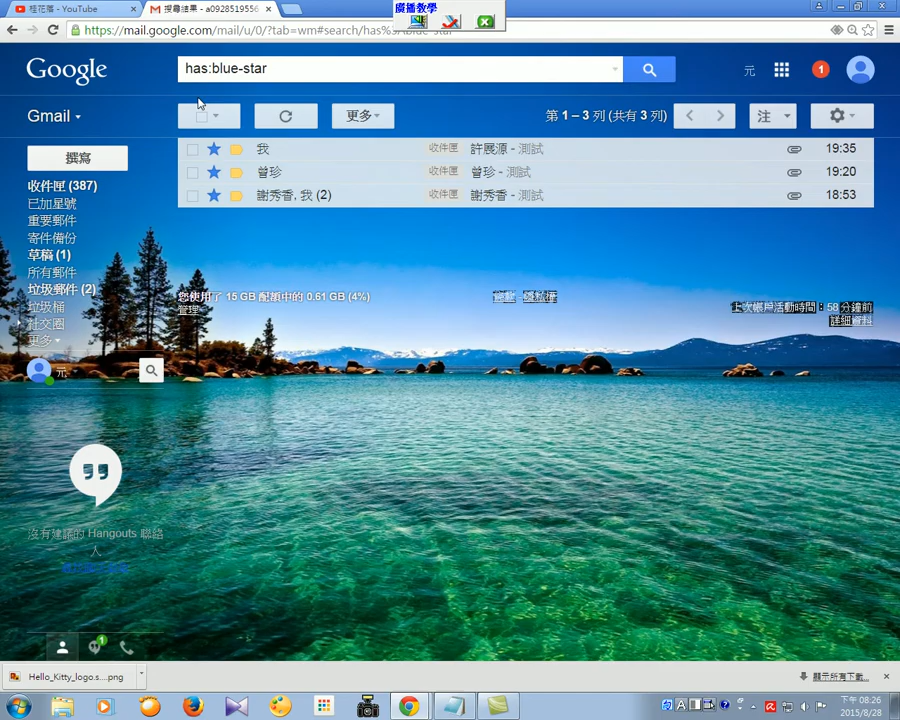 桂花落 - YouTube
搜尋結果 - a0928519556
廣播教學
https://mail.google.com/mail/u/0/?tab=wm#search/has%3Ablue-star
Google
has:blue-star
元
1
Gmail
更多
第 1 – 3 列 (共有 3 列)
注
撰寫
我 收件匣 許展源 - 測試 19:35
曾珍 收件匣 曾珍 - 測試 19:20
謝秀香, 我 (2) 收件匣 謝秀香 - 測試 18:53
收件匣 (387)
已加星號
重要郵件
寄件備份
草稿 (1)
所有郵件
垃圾郵件 (2)
垃圾桶
社交圈
更多
您使用了 15 GB 配額中的 0.61 GB (4%)
管理
條款 - 隱私權
上次帳戶活動時間：58 分鐘前
詳細資料
元
沒有建議的 Hangouts 聯絡
人
1
Hello_Kitty_logo.s....png
顯示所有下載...
A
下午 08:26
2015/8/28